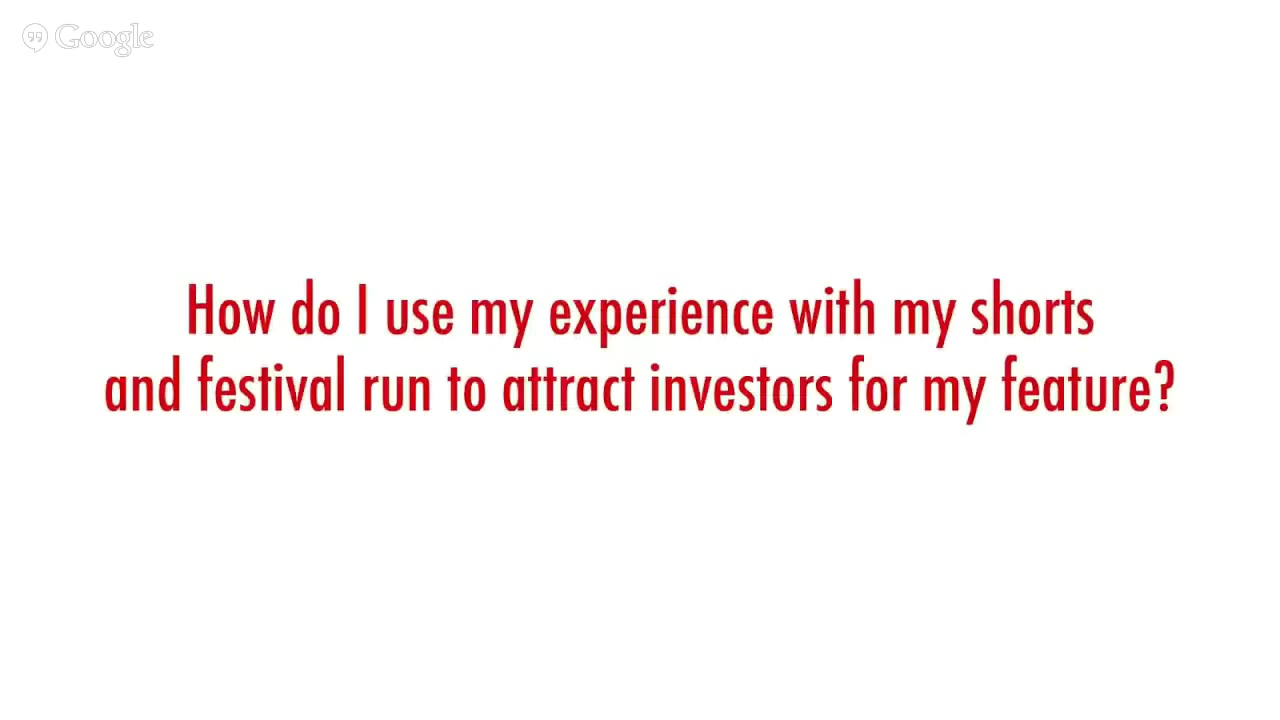 Google
How do I use my experience with my shorts
and festival run to attract investors for my feature?